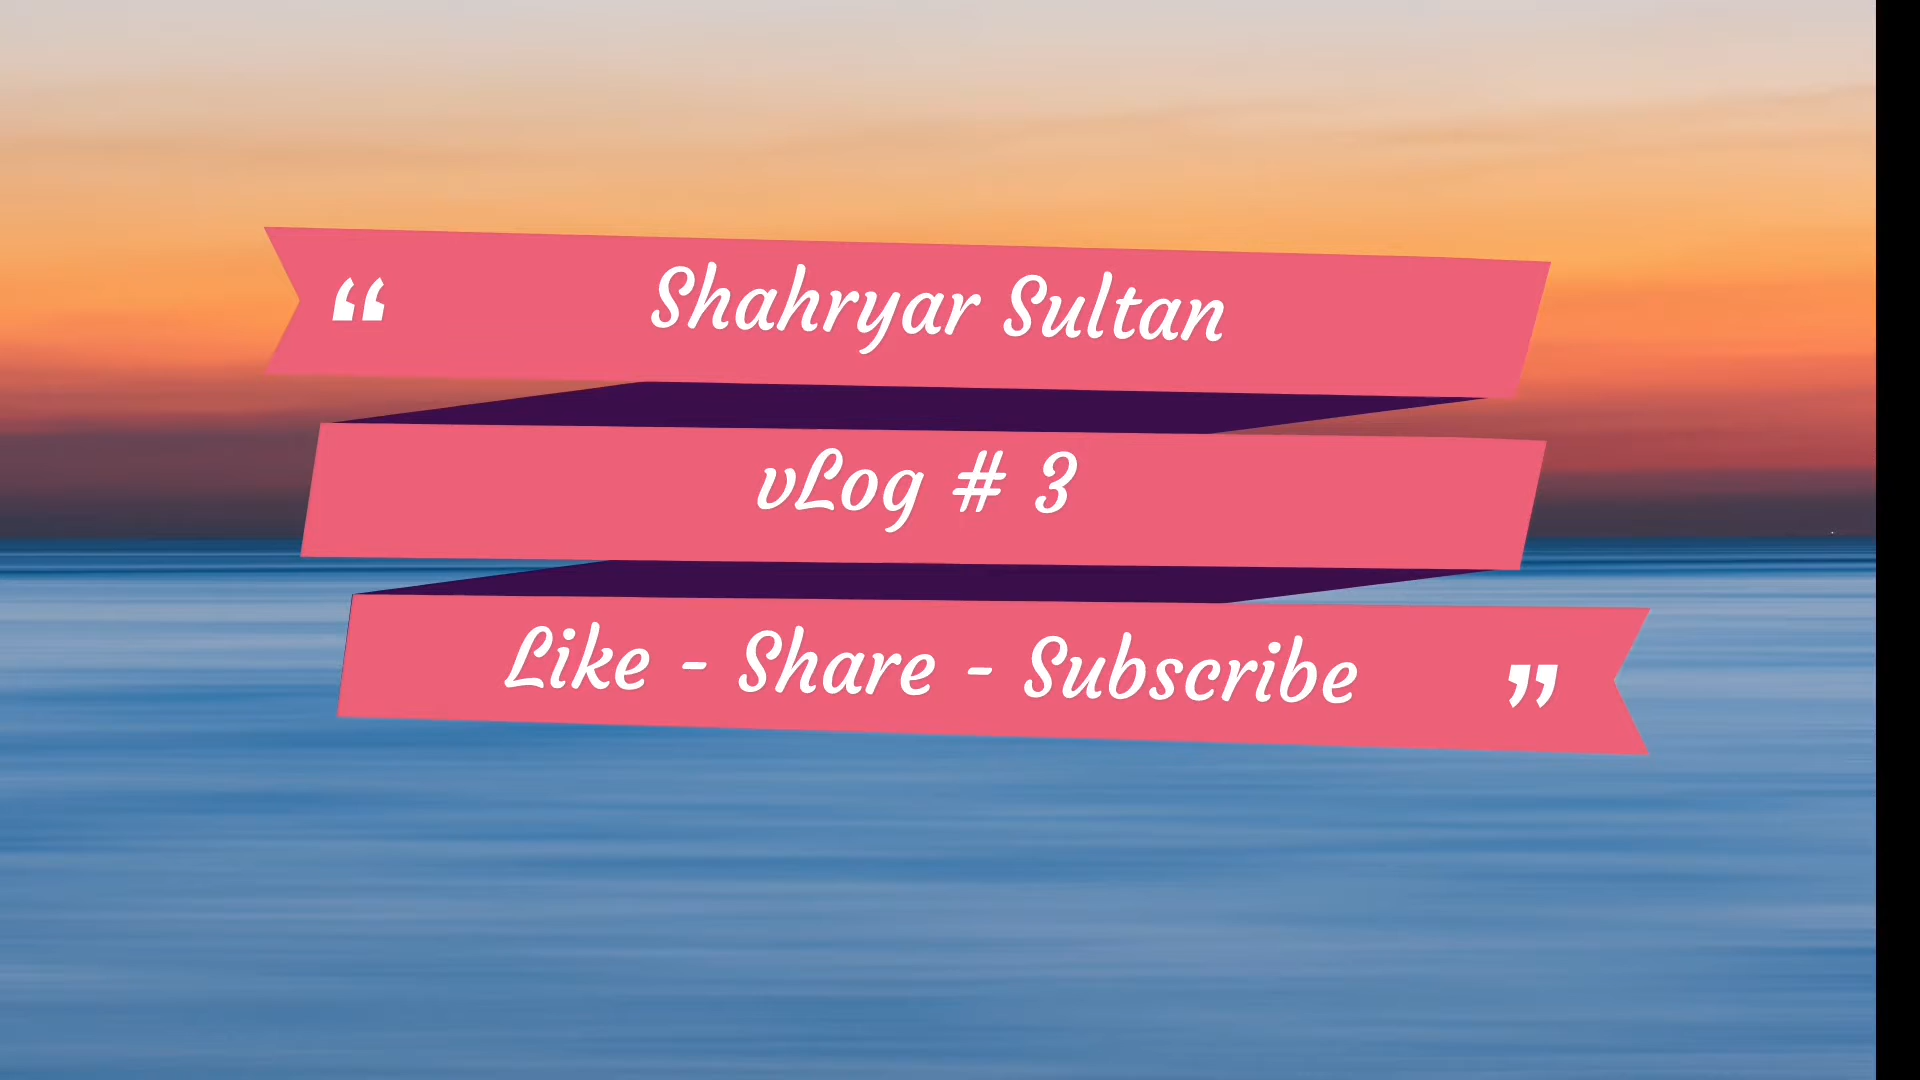 “ Shahryar Sultan
vLog # 3
Like - Share - Subscribe ”